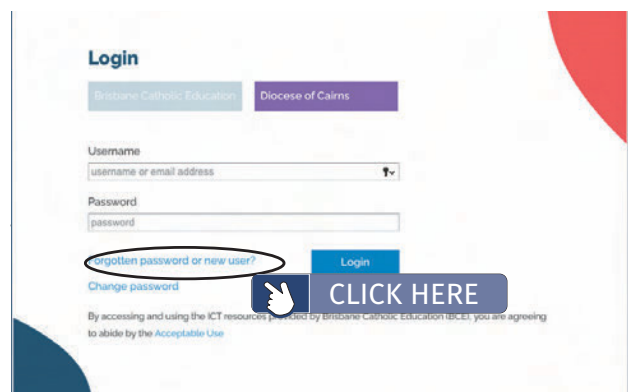 Login
Brisbane Catholic Education
Diocese of Cairns
Username
username or email address
Password
password
Forgotten password or new user?
Login
Change password
CLICK HERE
By accessing and using the ICT resources provided by Brisbane Catholic Education (BCE), you are agreeing
to abide by the Acceptable Use